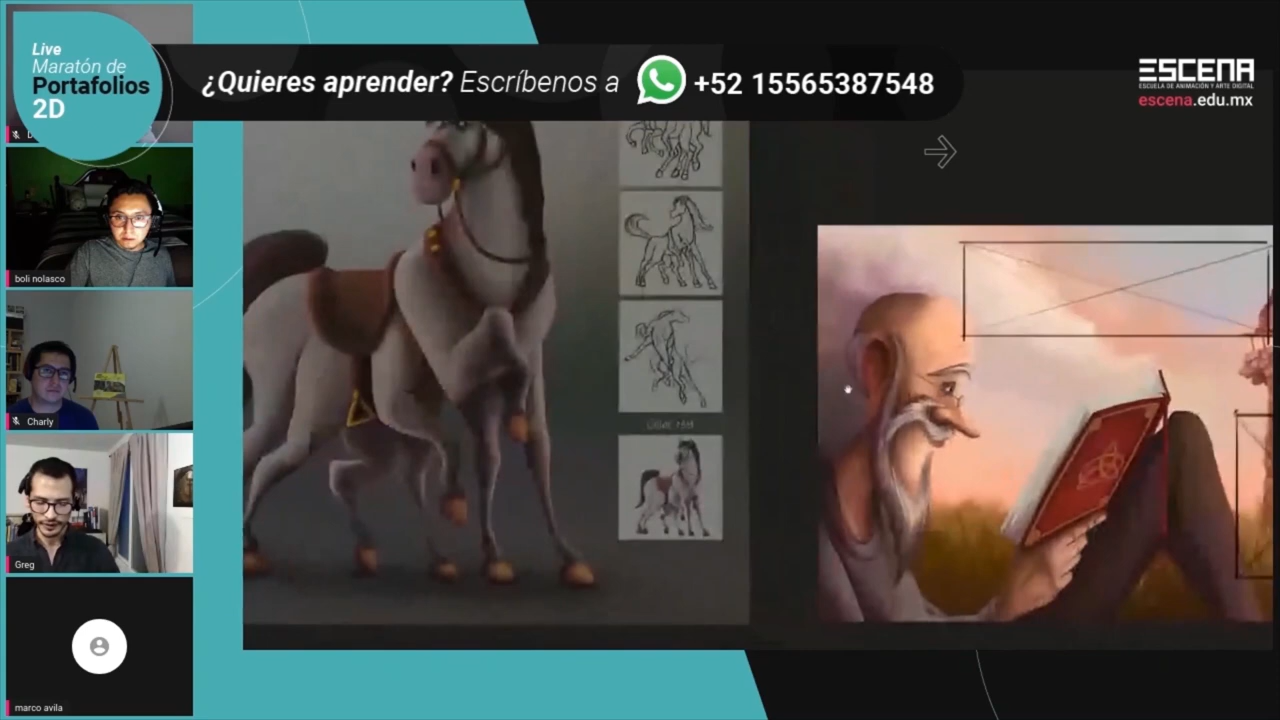 Live
Maratón de
Portafolios
2D
¿Quieres aprender? Escríbenos a +52 15565387548
ESCENA
ESCUELA DE ANIMACIÓN Y ARTE DIGITAL
escena.edu.mx
boli nolasco
Charly
Greg
marco avila